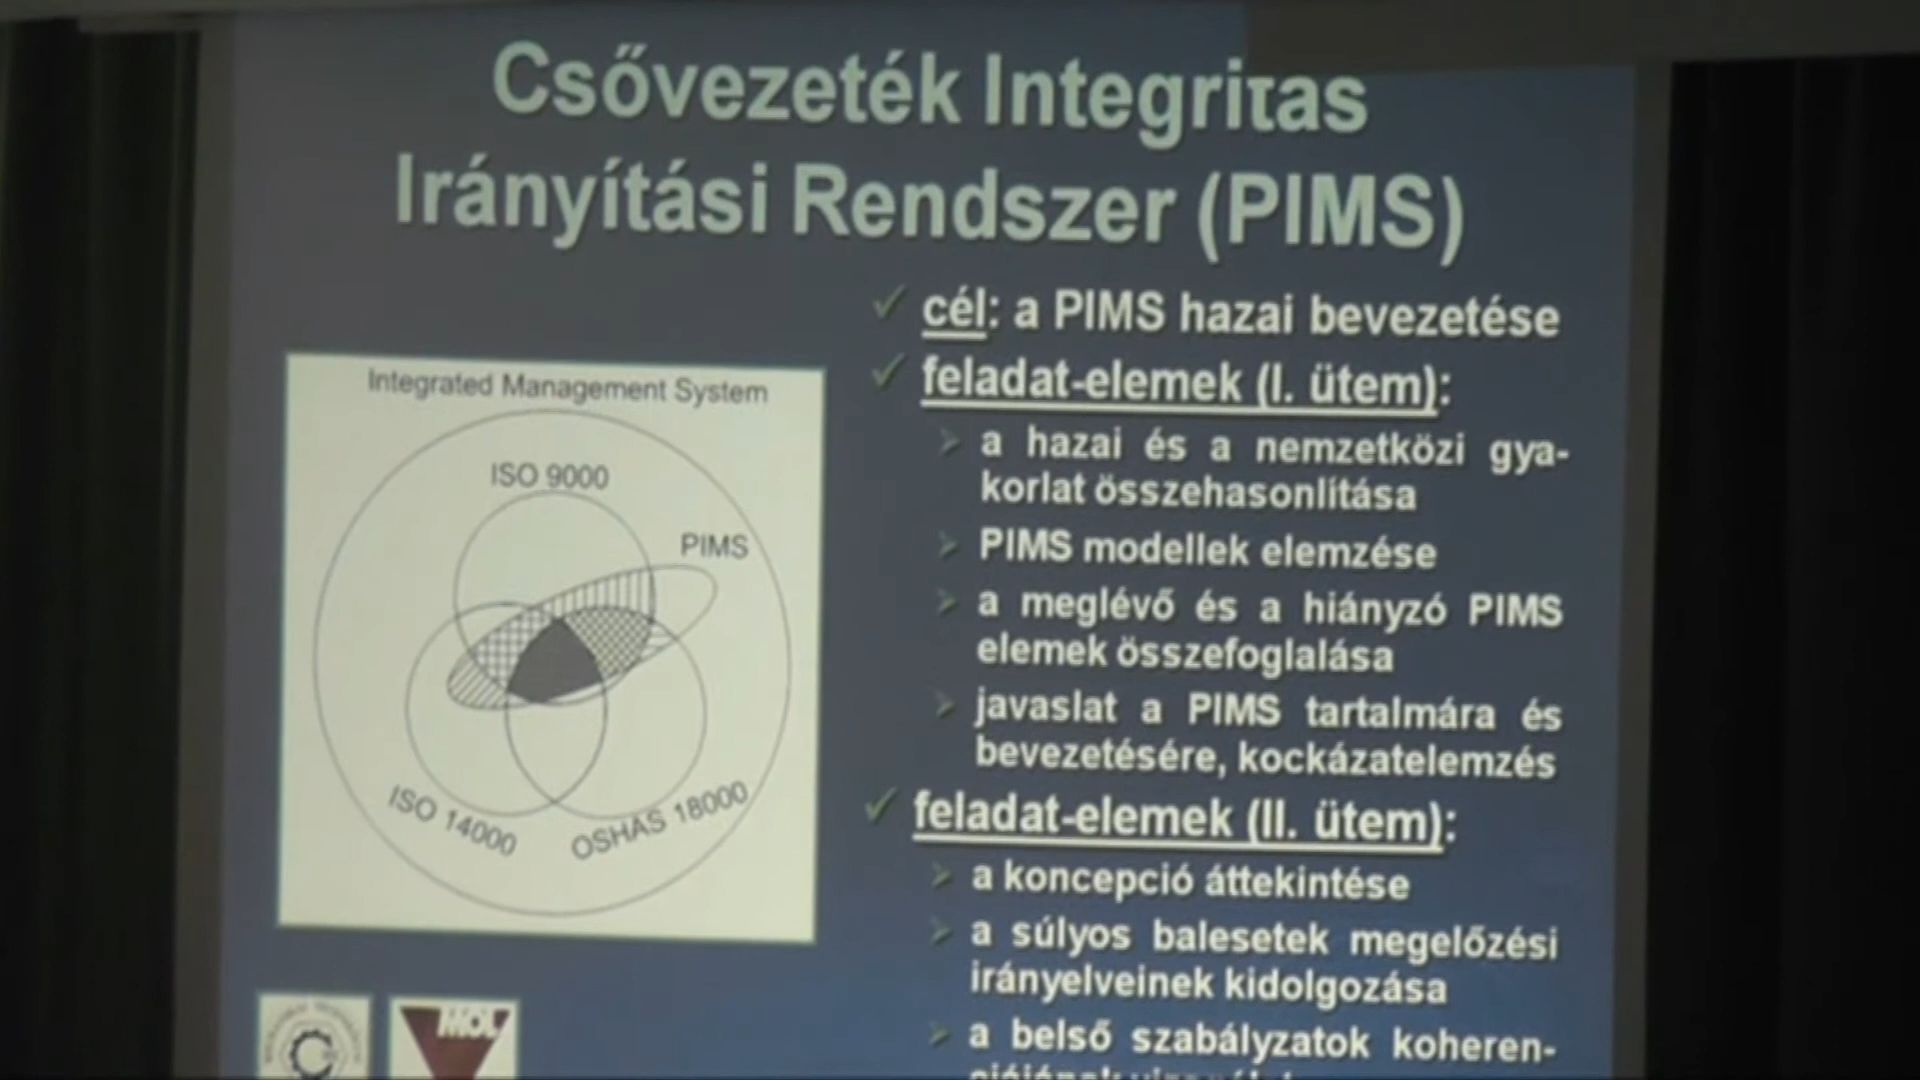 Csővezeték Integritas
Irányítási Rendszer (PIMS)
Integrated Management System
ISO 9000
PIMS
ISO 14000
OSHAS 18000
cél: a PIMS hazai bevezetése
feladat-elemek (I. ütem):
a hazai és a nemzetközi gya-
korlat összehasonlítása
PIMS modellek elemzése
a meglévő és a hiányzó PIMS
elemek összefoglalása
javaslat a PIMS tartalmára és
bevezetésére, kockázatelemzés
feladat-elemek (II. ütem):
a koncepció áttekintése
a súlyos balesetek megelőzési
irányelveinek kidolgozása
a belső szabályzatok koheren-
MOL